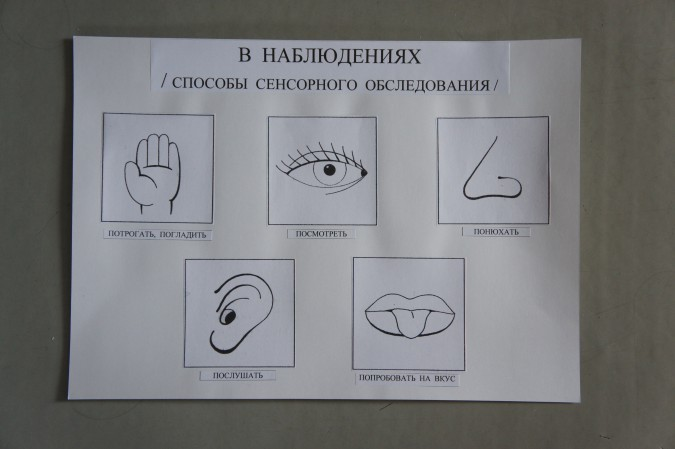 В НАБЛЮДЕНИЯХ
/ СПОСОБЫ СЕНСОРНОГО ОБСЛЕДОВАНИЯ /
ПОТРОГАТЬ, ПОГЛАДИТЬ
ПОСМОТРЕТЬ
ПОНЮХАТЬ
ПОСЛУШАТЬ
ПОПРОБОВАТЬ НА ВКУС